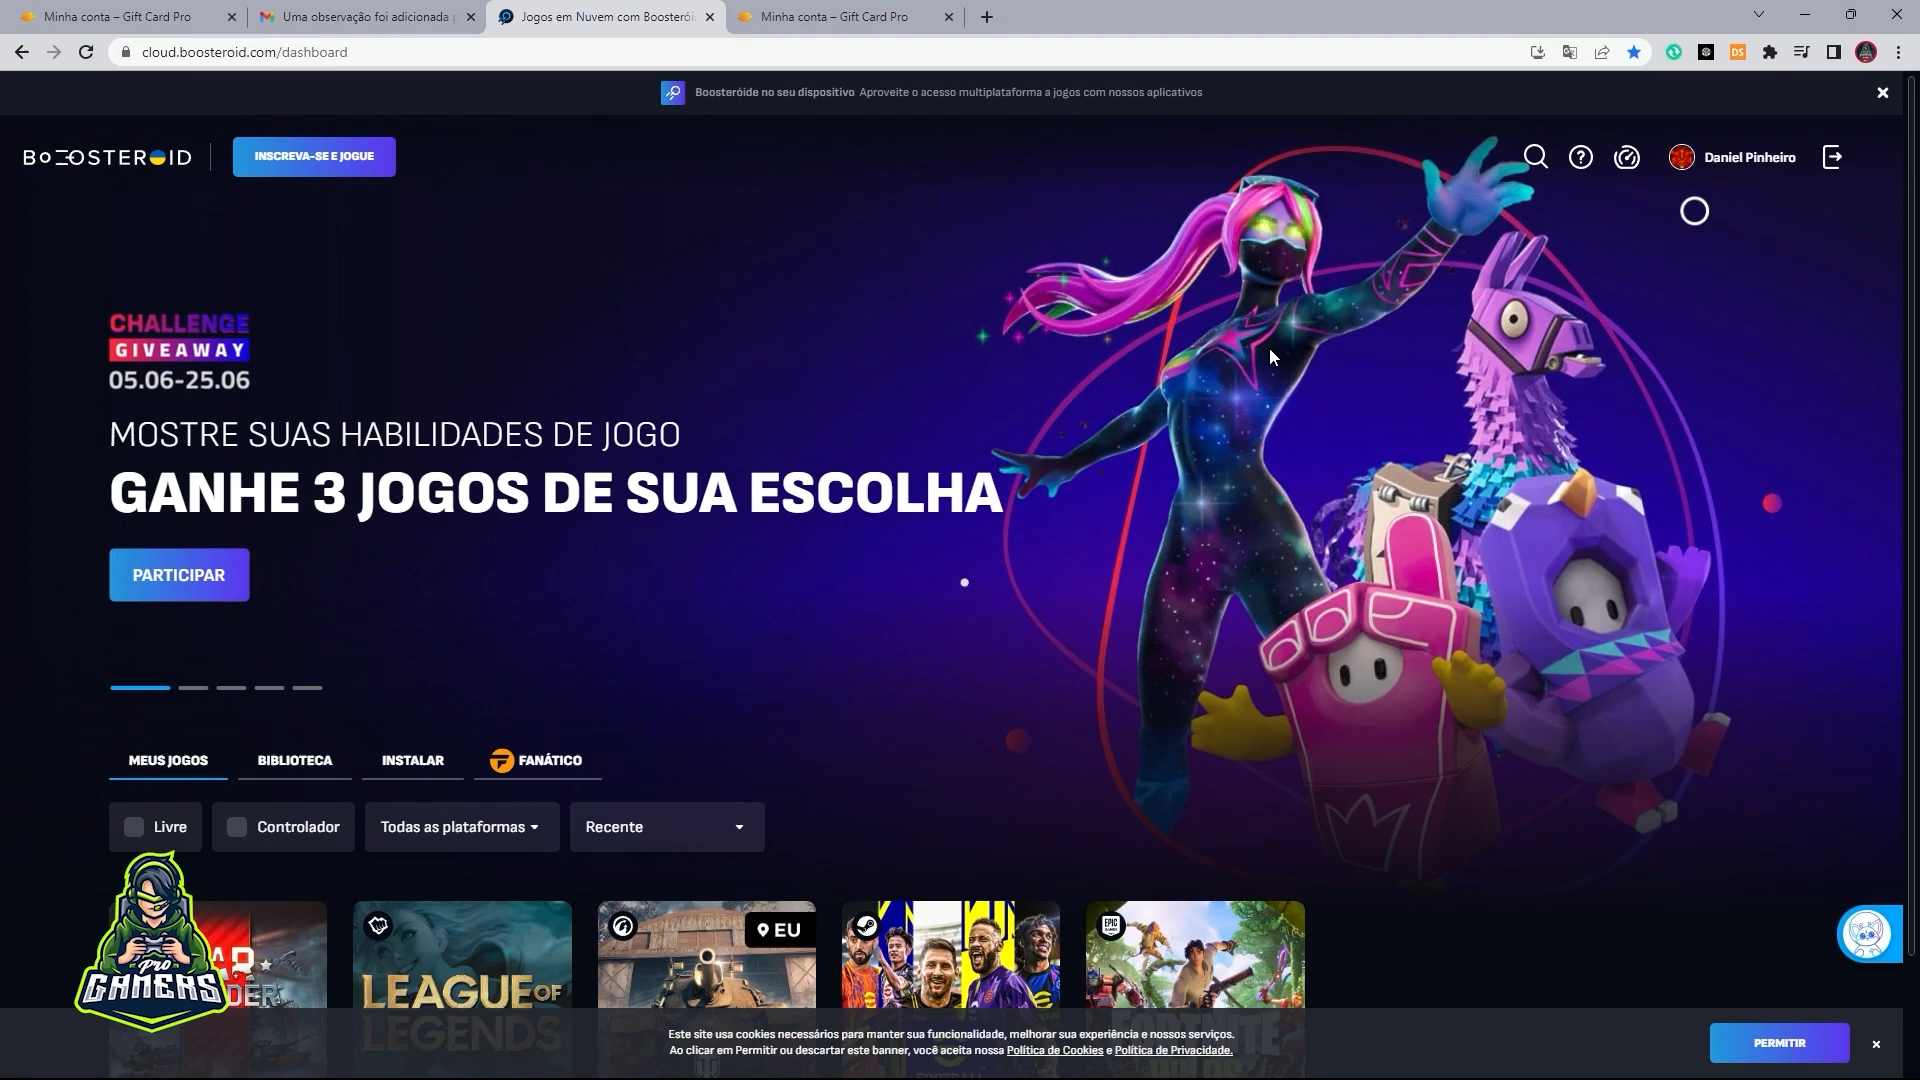 Minha conta – Gift Card Pro
Uma observação foi adicionada
Jogos em Nuvem com Boosterói
Minha conta – Gift Card Pro
cloud.boosteroid.com/dashboard
DS
Boosteróide no seu dispositivo Aproveite o acesso multiplataforma a jogos com nossos aplicativos
BOOSTEROID
INSCREVA-SE E JOGUE
Daniel Pinheiro
CHALLENGE
GIVEAWAY
05.06-25.06
MOSTRE SUAS HABILIDADES DE JOGO
GANHE 3 JOGOS DE SUA ESCOLHA
PARTICIPAR
MEUS JOGOS
BIBLIOTECA
INSTALAR
FANÁTICO
Livre
Controlador
Todas as plataformas
Recente
EU
EPIC
GAMES
PRO
GAMERS
LEAGUE OF
LEGENDS
Este site usa cookies necessários para manter sua funcionalidade, melhorar sua experiência e nossos serviços.
Ao clicar em Permitir ou descartar este banner, você aceita nossa Política de Cookies e Política de Privacidade.
PERMITIR